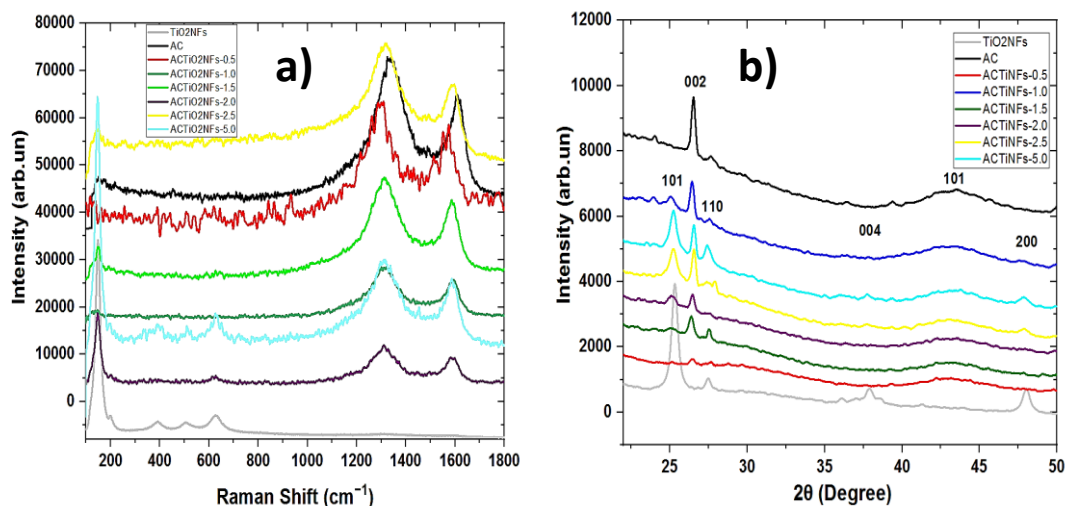 a)
80000
70000
60000
50000
40000
30000
20000
10000
0
Intensity (arb.un)
TiO2NFs
AC
ACTiO2NFs-0.5
ACTiO2NFs-1.0
ACTiO2NFs-1.5
ACTiO2NFs-2.0
ACTiO2NFs-2.5
ACTiO2NFs-5.0
200 400 600 800 1000 1200 1400 1600 1800
Raman Shift (cm⁻¹)
b)
12000
10000
8000
6000
4000
2000
0
Intensity (arb.un)
TiO2NFs
AC
ACTiNFs-0.5
ACTiNFs-1.0
ACTiNFs-1.5
ACTiNFs-2.0
ACTiNFs-2.5
ACTiNFs-5.0
002
101
110
101
004
200
25 30 35 40 45 50
2θ (Degree)